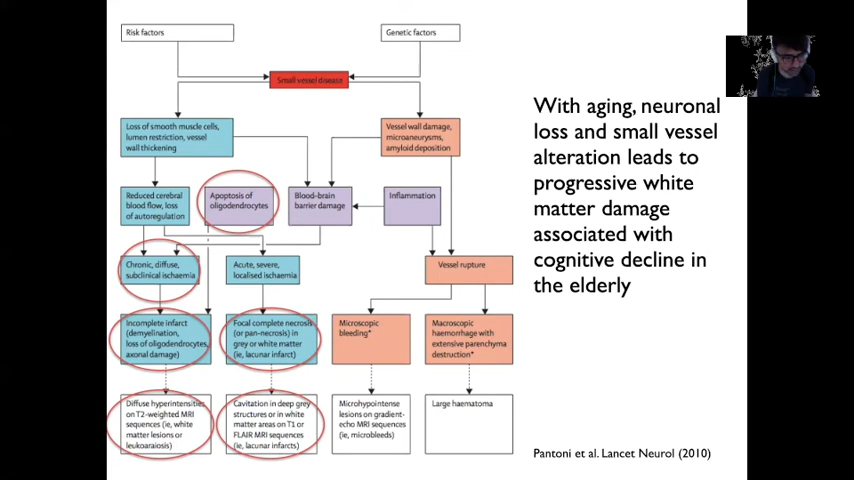 Risk factors
Genetic factors
Small vessel disease
Loss of smooth muscle cells,
lumen restriction, vessel
wall thickening
Vessel wall damage,
microaneurysms,
amyloid deposition
Reduced cerebral
blood flow, loss
of autoregulation
Apoptosis of
oligodendrocytes
Blood–brain
barrier damage
Inflammation
Chronic, diffuse,
subclinical ischaemia
Acute, severe,
localised ischaemia
Vessel rupture
Incomplete infarct
(demyelination,
loss of oligodendrocytes,
axonal damage)
Focal complete necrosis
(or pan-necrosis) in
grey or white matter
(ie, lacunar infarct)
Microscopic
bleeding*
Macroscopic
haemorrhage with
extensive parenchyma
destruction*
Diffuse hyperintensities
on T2-weighted MRI
sequences (ie, white
matter lesions or
leukoaraiosis)
Cavitation in deep grey
structures or in white
matter areas on T1 or
FLAIR MRI sequences
(ie, lacunar infarcts)
Microhypointense
lesions on gradient-
echo MRI sequences
(ie, microbleeds)
Large haematoma
With aging, neuronal
loss and small vessel
alteration leads to
progressive white
matter damage
associated with
cognitive decline in
the elderly
Pantoni et al. Lancet Neurol (2010)